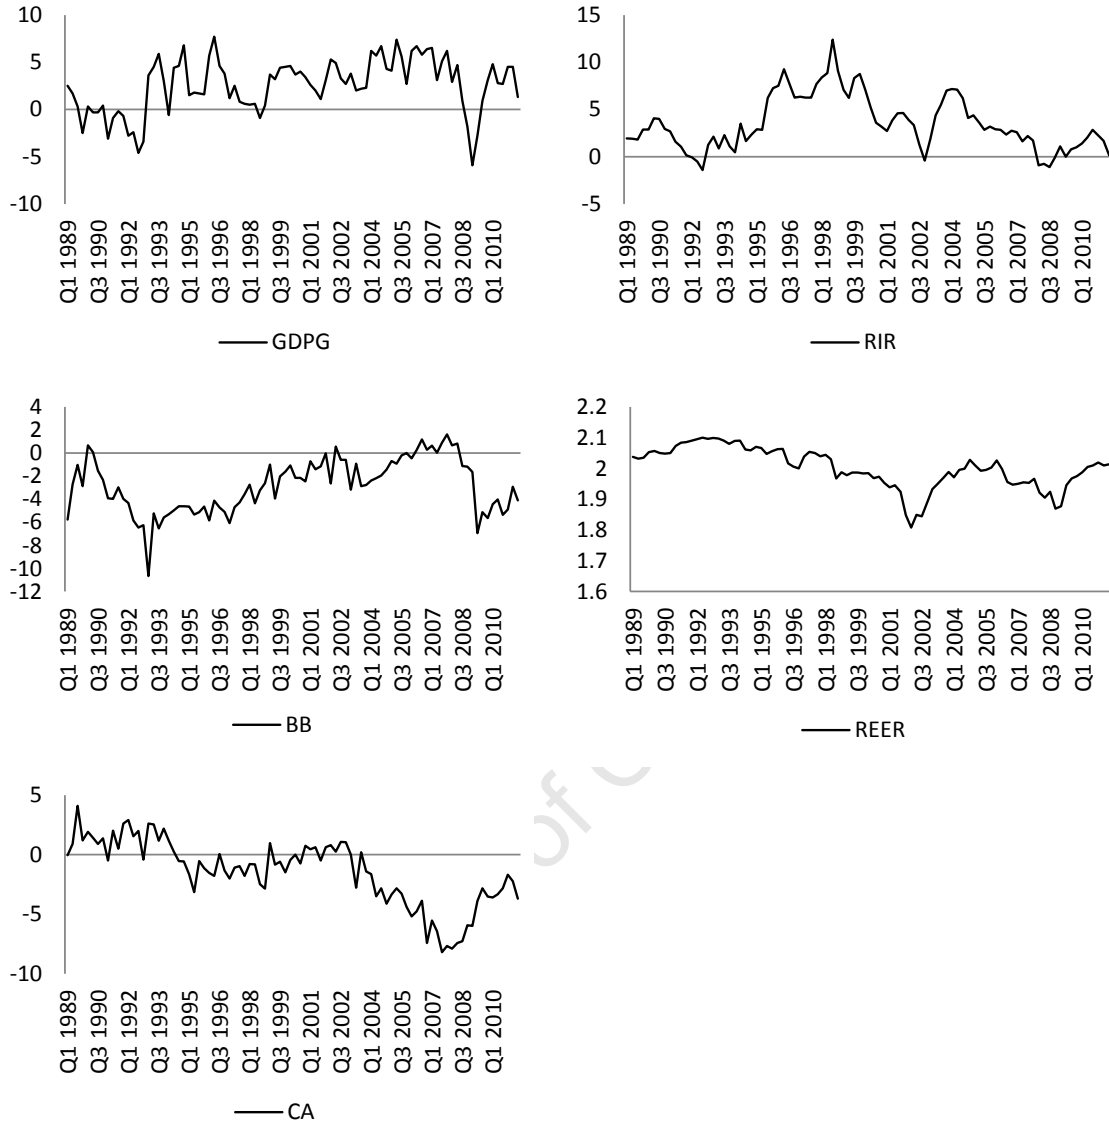 10
5
0
-5
-10
Q1 1989
Q3 1990
Q1 1992
Q3 1993
Q1 1995
Q3 1996
Q1 1998
Q3 1999
Q1 2001
Q3 2002
Q1 2004
Q3 2005
Q1 2007
Q3 2008
Q1 2010
GDPG
15
10
5
0
-5
Q1 1989
Q3 1990
Q1 1992
Q3 1993
Q1 1995
Q3 1996
Q1 1998
Q3 1999
Q1 2001
Q3 2002
Q1 2004
Q3 2005
Q1 2007
Q3 2008
Q1 2010
RIR
4
2
0
-2
-4
-6
-8
-10
-12
Q1 1989
Q3 1990
Q1 1992
Q3 1993
Q1 1995
Q3 1996
Q1 1998
Q3 1999
Q1 2001
Q3 2002
Q1 2004
Q3 2005
Q1 2007
Q3 2008
Q1 2010
BB
2.2
2.1
2
1.9
1.8
1.7
1.6
Q1 1989
Q3 1990
Q1 1992
Q3 1993
Q1 1995
Q3 1996
Q1 1998
Q3 1999
Q1 2001
Q3 2002
Q1 2004
Q3 2005
Q1 2007
Q3 2008
Q1 2010
REER
5
0
-5
-10
Q1 1989
Q3 1990
Q1 1992
Q3 1993
Q1 1995
Q3 1996
Q1 1998
Q3 1999
Q1 2001
Q3 2002
Q1 2004
Q3 2005
Q1 2007
Q3 2008
Q1 2010
CA
of